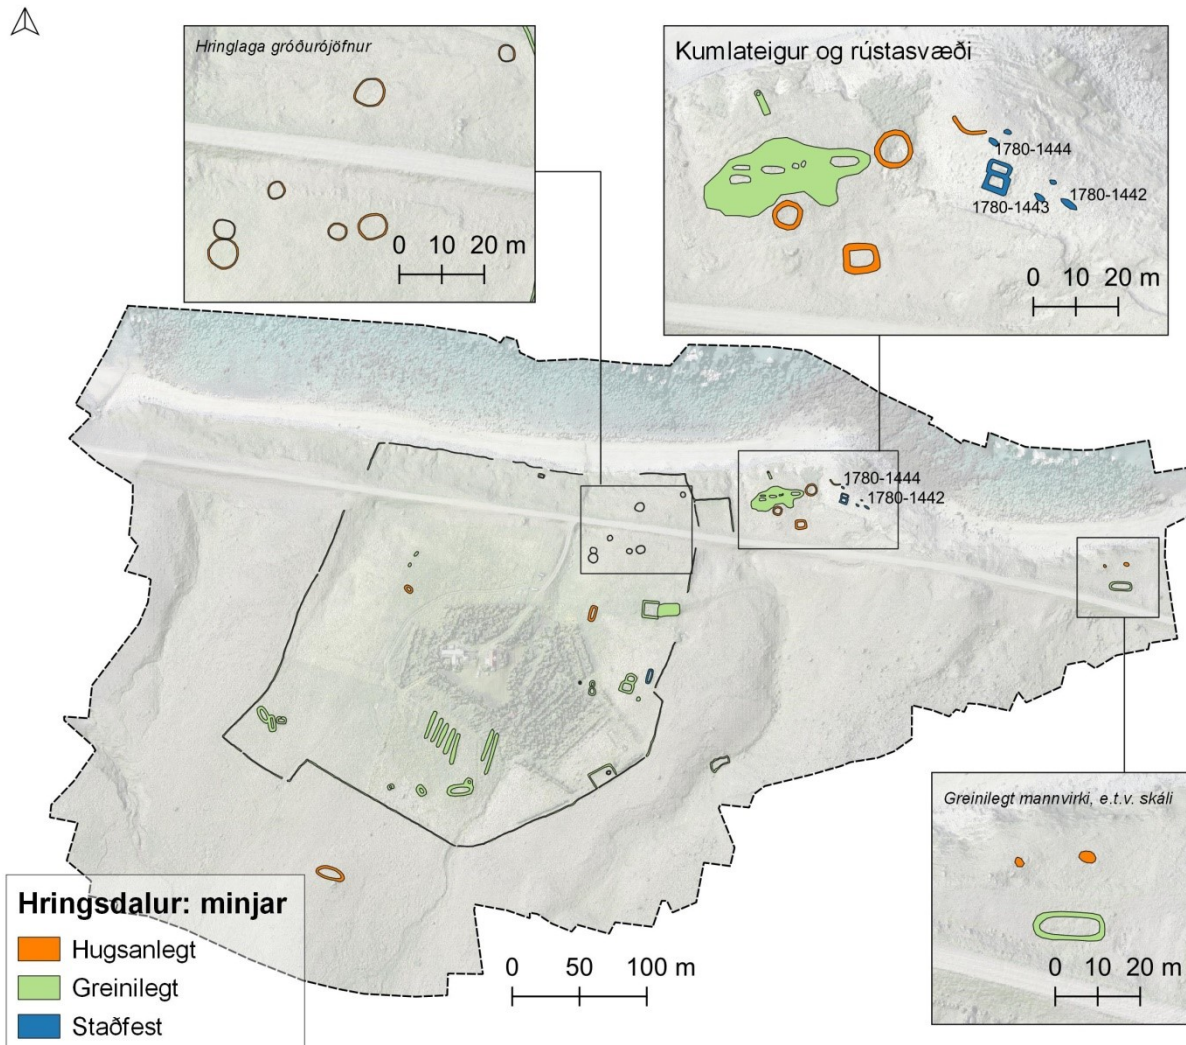 Hringlaga gróðurójöfnur
0 10 20 m
Kumlateigur og rústasvæði
1780-1444
1780-1443
1780-1442
0 10 20 m
1780-1444
1780-1442
Greinilegt mannvirki, e.t.v. skáli
0 10 20 m
Hringsdalur: minjar
Hugsanlegt
Greinilegt
Staðfest
0 50 100 m